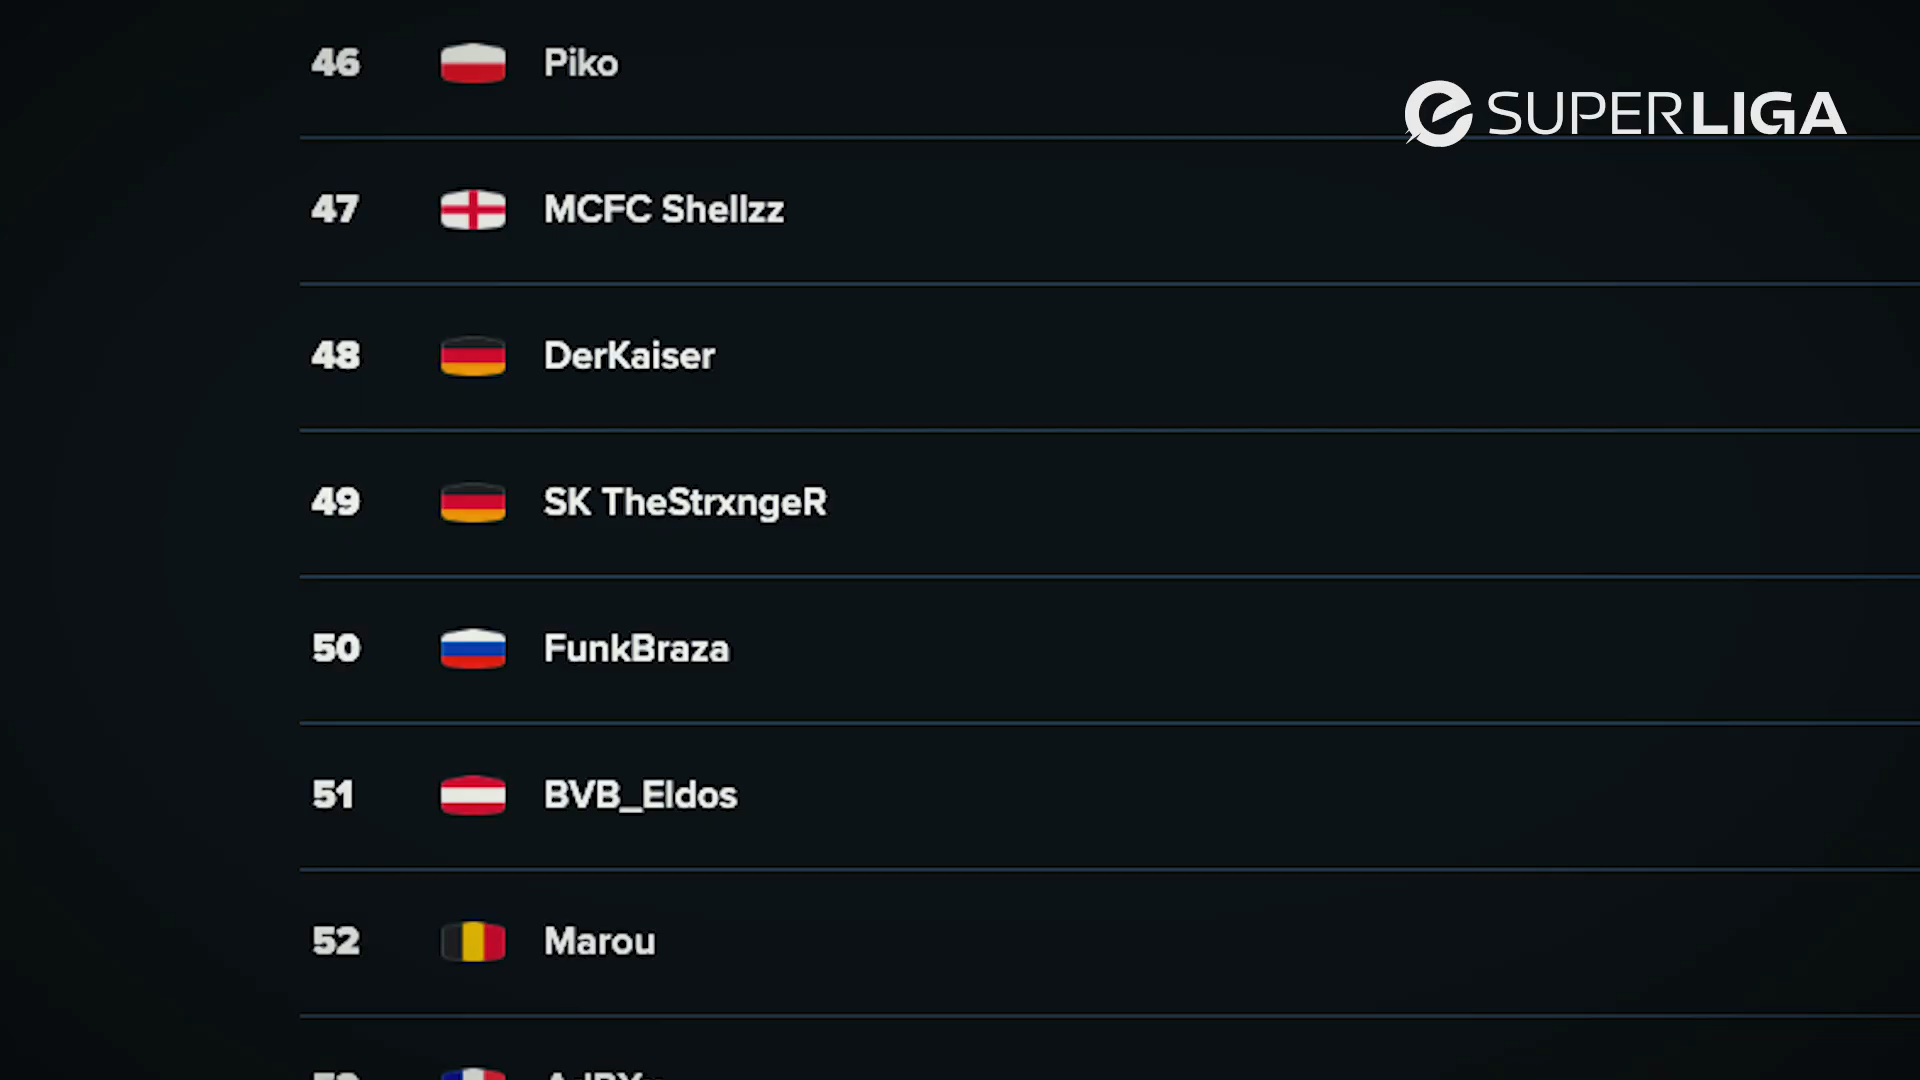 46 Piko
SUPERLIGA
47 MCFC Shellzz
48 DerKaiser
49 SK TheStrxngeR
50 FunkBraza
51 BVB_Eldos
52 Marou